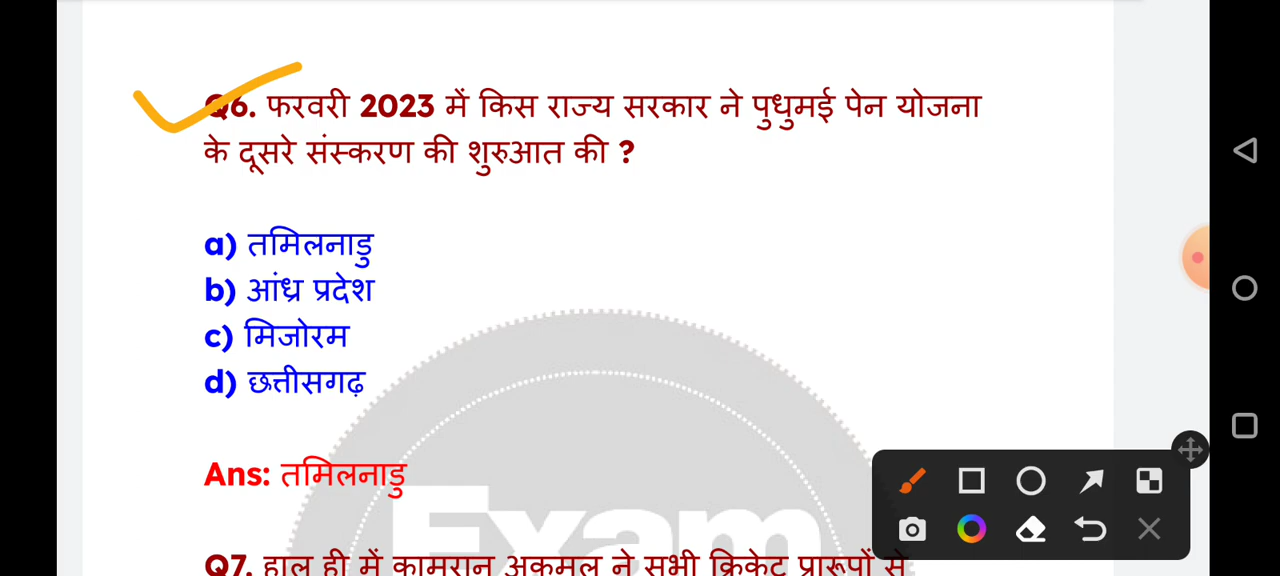 Q6. फरवरी 2023 में किस राज्य सरकार ने पुधुमई पेन योजना
के दूसरे संस्करण की शुरुआत की ?
a) तमिलनाडु
b) आंध्र प्रदेश
c) मिजोरम
d) छत्तीसगढ़
Ans: तमिलनाडु
Exam
Q7. हाल ही में कामरान अकमल ने सभी क्रिकेट प्रारूपों से